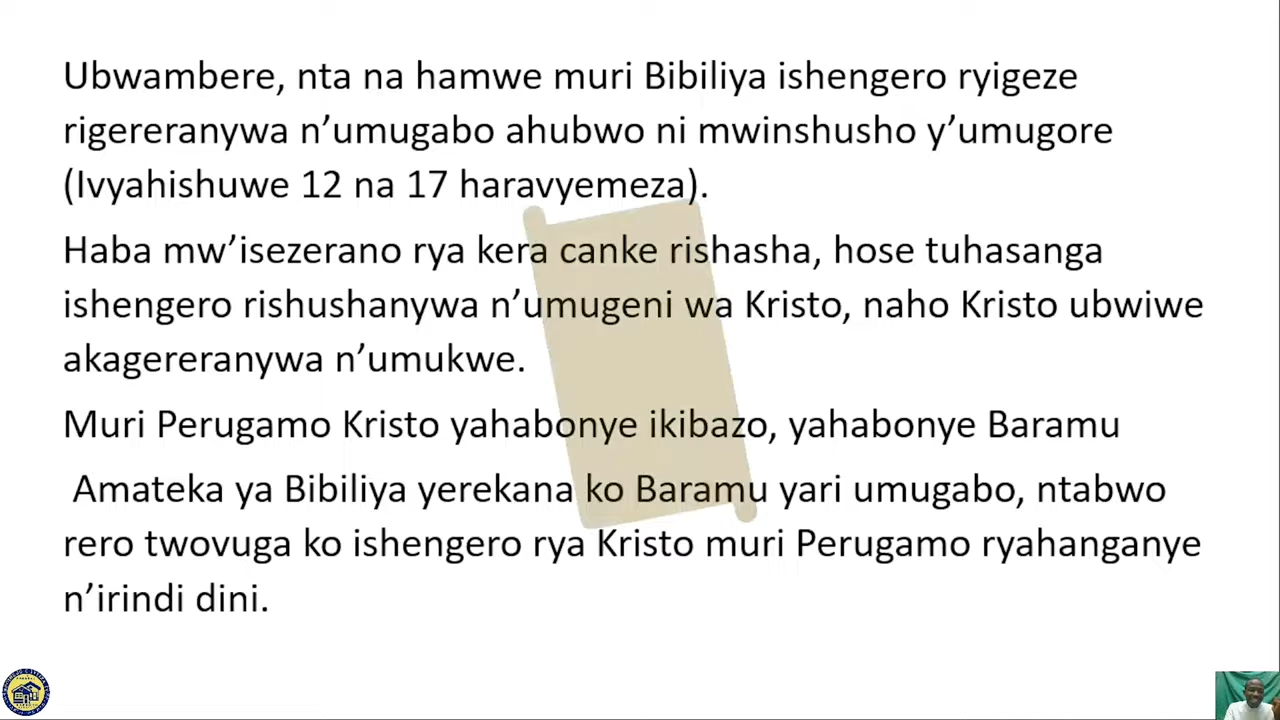 Ubwambere, nta na hamwe muri Bibiliya ishengero ryigeze
rigereranywa n’umugabo ahubwo ni mwinshusho y’umugore
(Ivyahishuwe 12 na 17 haravyemeza).
Haba mw’isezerano rya kera canke rishasha, hose tuhasanga
ishengero rishushanywa n’umugeni wa Kristo, naho Kristo ubwiwe
akagereranywa n’umukwe.
Muri Perugamo Kristo yahabonye ikibazo, yahabonye Baramu
Amateka ya Bibiliya yerekana ko Baramu yari umugabo, ntabwo
rero twovuga ko ishengero rya Kristo muri Perugamo ryahanganye
n’irindi dini.